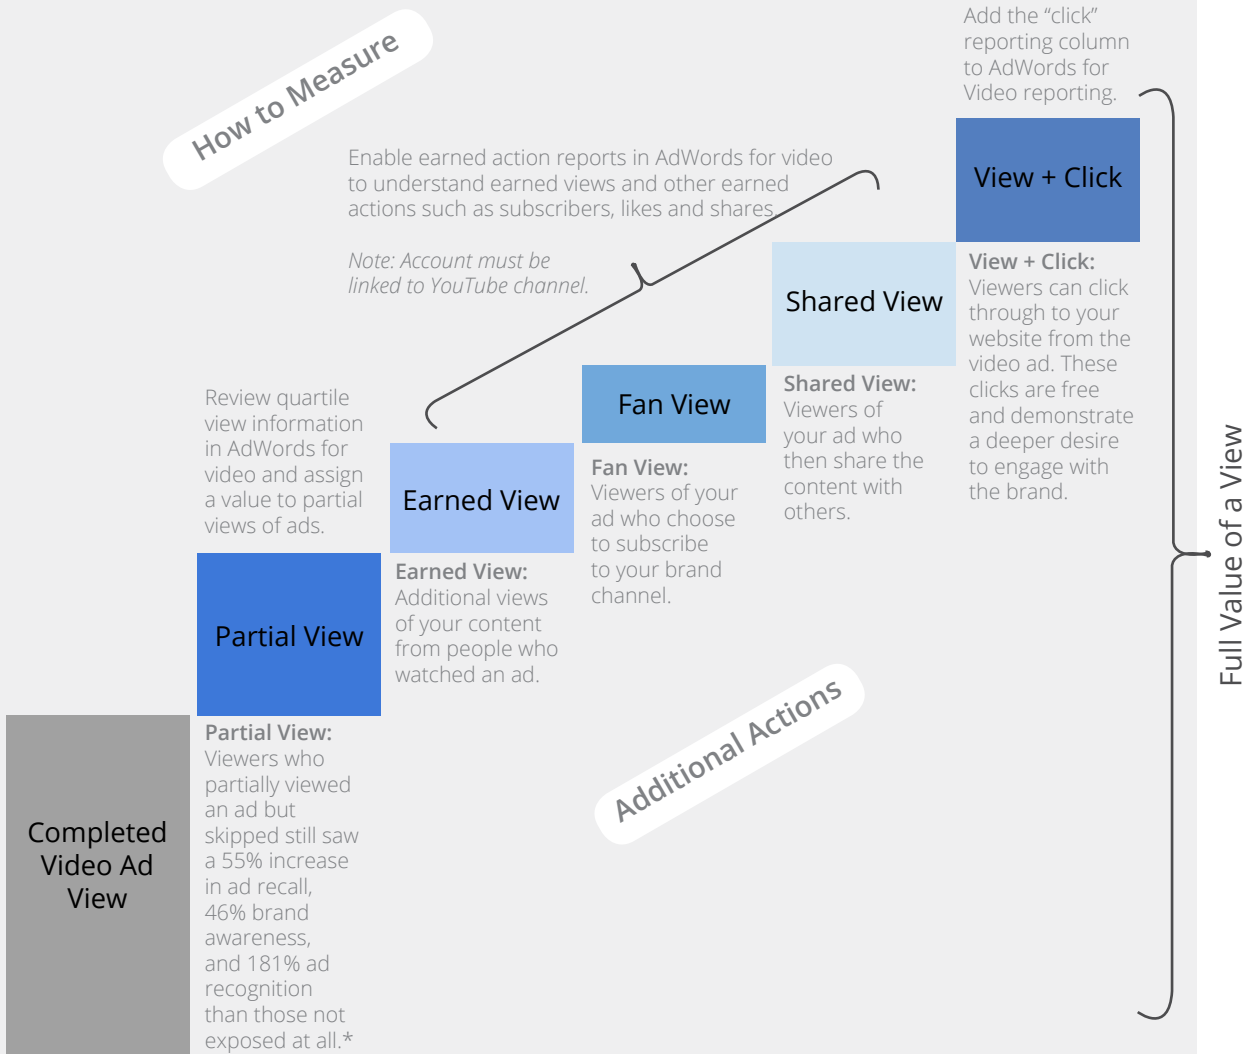 How to Measure
Add the “click”
reporting column
to AdWords for
Video reporting.
Enable earned action reports in AdWords for video
to understand earned views and other earned
actions such as subscribers, likes and shares.
Note: Account must be
linked to YouTube channel.
Review quartile
view information
in AdWords for
video and assign
a value to partial
views of ads.
View + Click
View + Click:
Viewers can click
through to your
website from the
video ad. These
clicks are free
and demonstrate
a deeper desire
to engage with
the brand.
Shared View
Shared View:
Viewers of
your ad who
then share the
content with
others.
Fan View
Fan View:
Viewers of your
ad who choose
to subscribe
to your brand
channel.
Earned View
Earned View:
Additional views
of your content
from people who
watched an ad.
Partial View
Partial View:
Viewers who
partially viewed
an ad but
skipped still saw
a 55% increase
in ad recall,
46% brand
awareness,
and 181% ad
recognition
than those not
exposed at all.*
Completed
Video Ad
View
Additional Actions
Full Value of a View